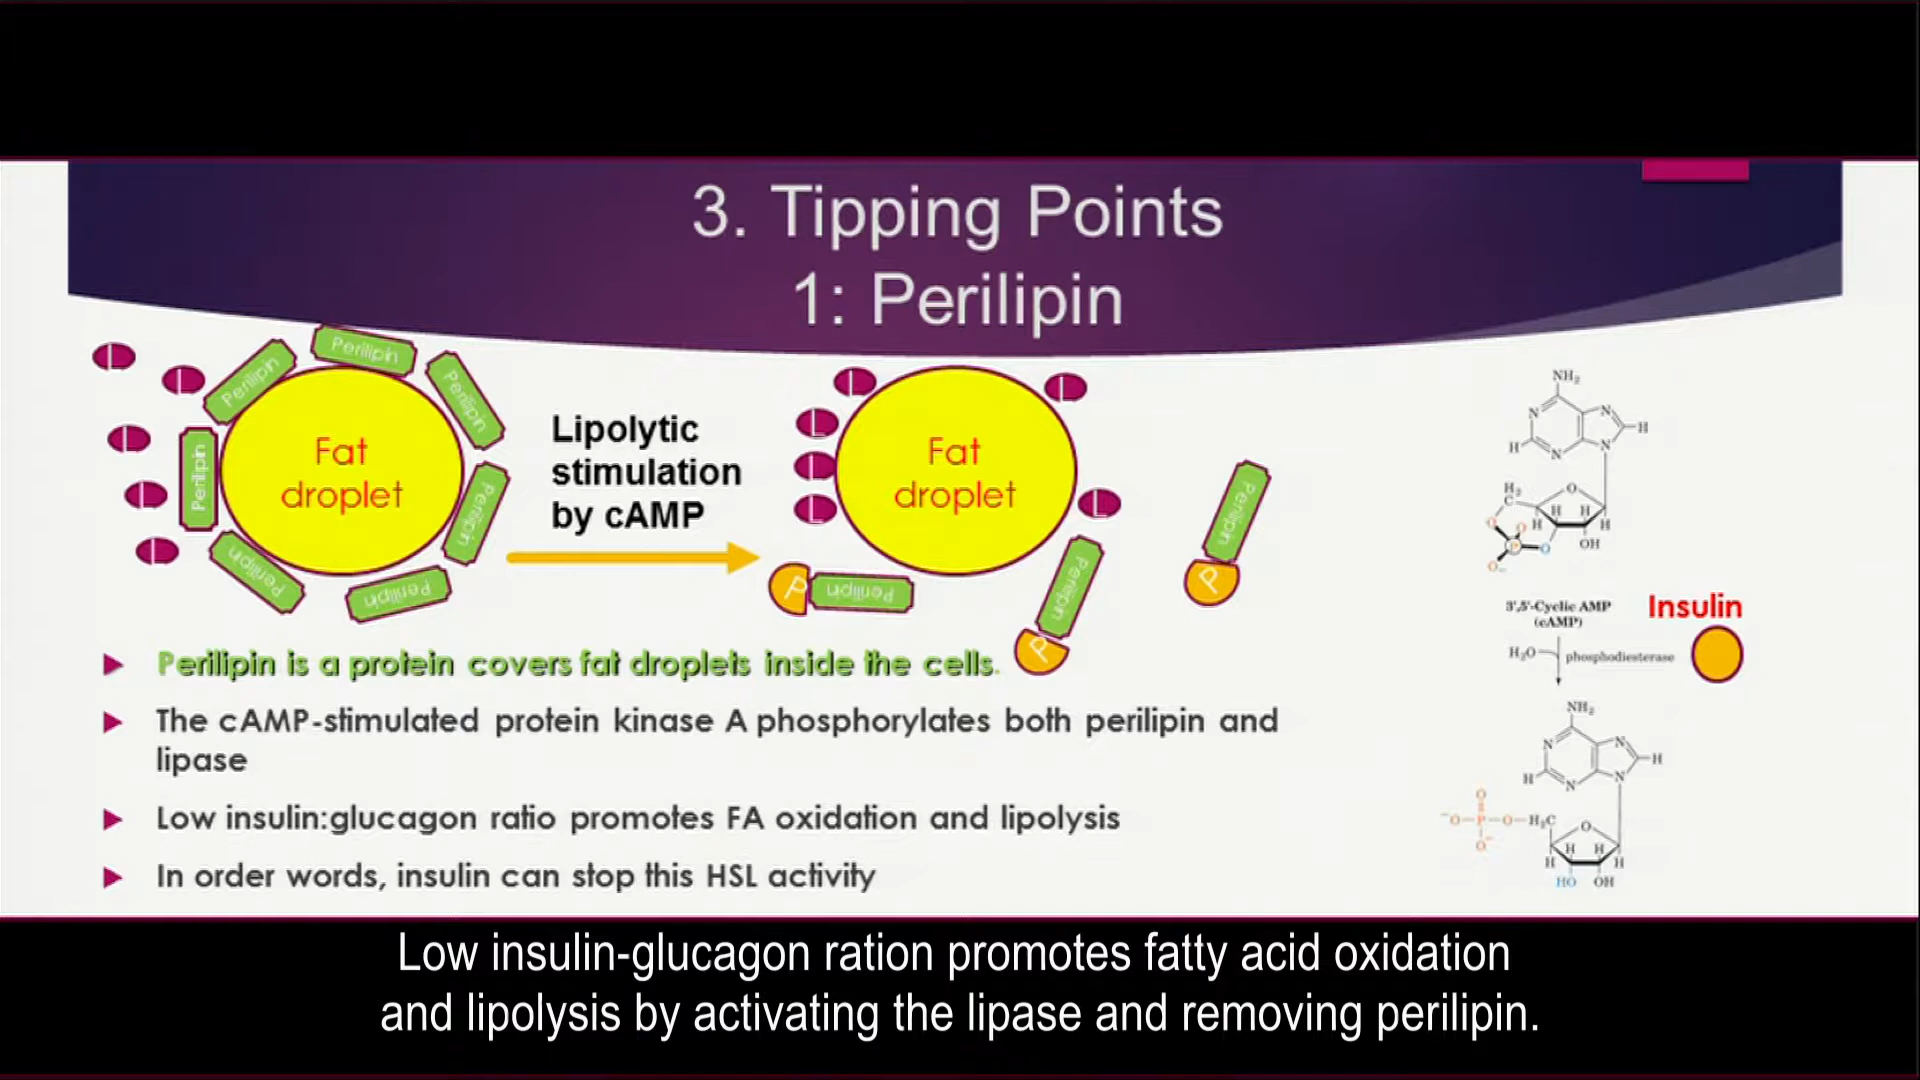 3. Tipping Points
1: Perilipin
L
L
L
L
L
Perilipin
Perilipin
Perilipin
Perilipin
Perilipin
Perilipin
Perilipin
Fat
droplet
Lipolytic
stimulation
by cAMP
L
L
L
L
L
L
Fat
droplet
P
Perilipin
Perilipin
P
Perilipin
P
NH₂
N
N
H
H
N
N
H₂
C
O
O
H
H
H
H
O
P
O
OH
O-
3',5'-Cyclic AMP
(cAMP)
Insulin
H₂O
phosphodiesterase
NH₂
N
N
H
H
N
N
O
-O-P-O-H₂C
O-
O
H
H
H
H
HO
OH
Perilipin is a protein covers fat droplets inside the cells.
The cAMP-stimulated protein kinase A phosphorylates both perilipin and
lipase
Low insulin:glucagon ratio promotes FA oxidation and lipolysis
In order words, insulin can stop this HSL activity
Low insulin-glucagon ration promotes fatty acid oxidation
and lipolysis by activating the lipase and removing perilipin.